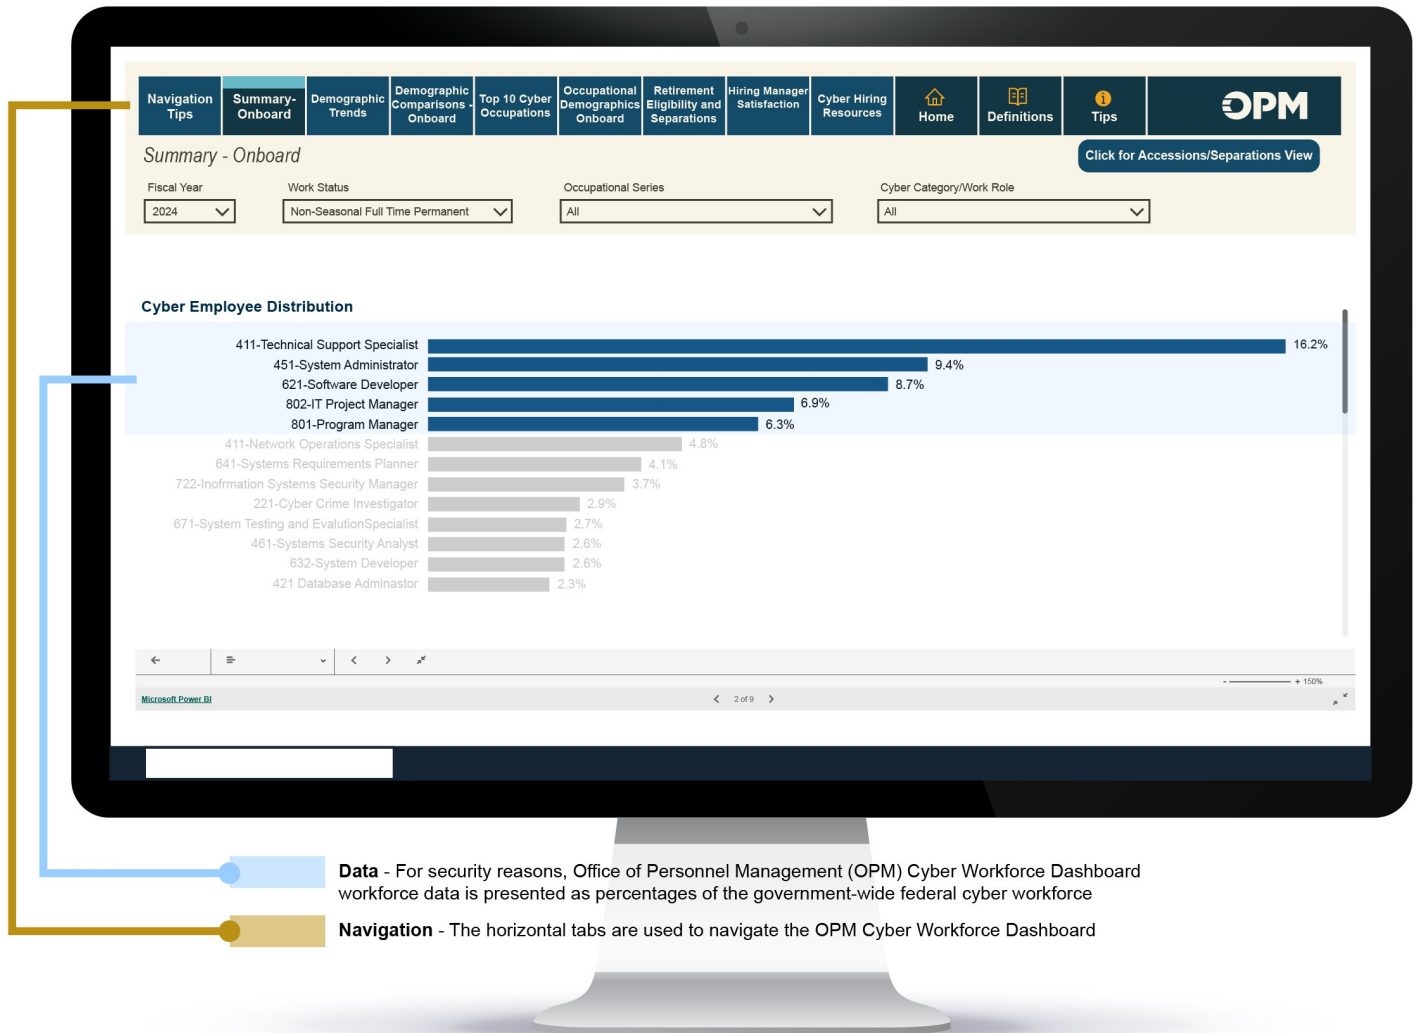 Navigation Tips
Summary-Onboard
Demographic Trends
Demographic Comparisons - Onboard
Top 10 Cyber Occupations
Occupational Demographics Onboard
Retirement Eligibility and Separations
Hiring Manager Satisfaction
Cyber Hiring Resources
Home
Definitions
Tips
OPM
Summary - Onboard
Click for Accessions/Separations View
Fiscal Year
Work Status
Occupational Series
Cyber Category/Work Role
2024
Non-Seasonal Full Time Permanent
All
All
Cyber Employee Distribution
411-Technical Support Specialist 16.2%
451-System Administrator 9.4%
621-Software Developer 8.7%
802-IT Project Manager 6.9%
801-Program Manager 6.3%
411-Network Operations Specialist 4.8%
641-Systems Requirements Planner 4.1%
722-Inofrmation Systems Security Manager 3.7%
221-Cyber Crime Investigator 2.9%
671-System Testing and EvalutionSpecialist 2.7%
461-Systems Security Analyst 2.6%
632-System Developer 2.6%
421 Database Adminastor 2.3%
- + 150%
Microsoft Power BI
2 of 9
Data - For security reasons, Office of Personnel Management (OPM) Cyber Workforce Dashboard
workforce data is presented as percentages of the government-wide federal cyber workforce
Navigation - The horizontal tabs are used to navigate the OPM Cyber Workforce Dashboard